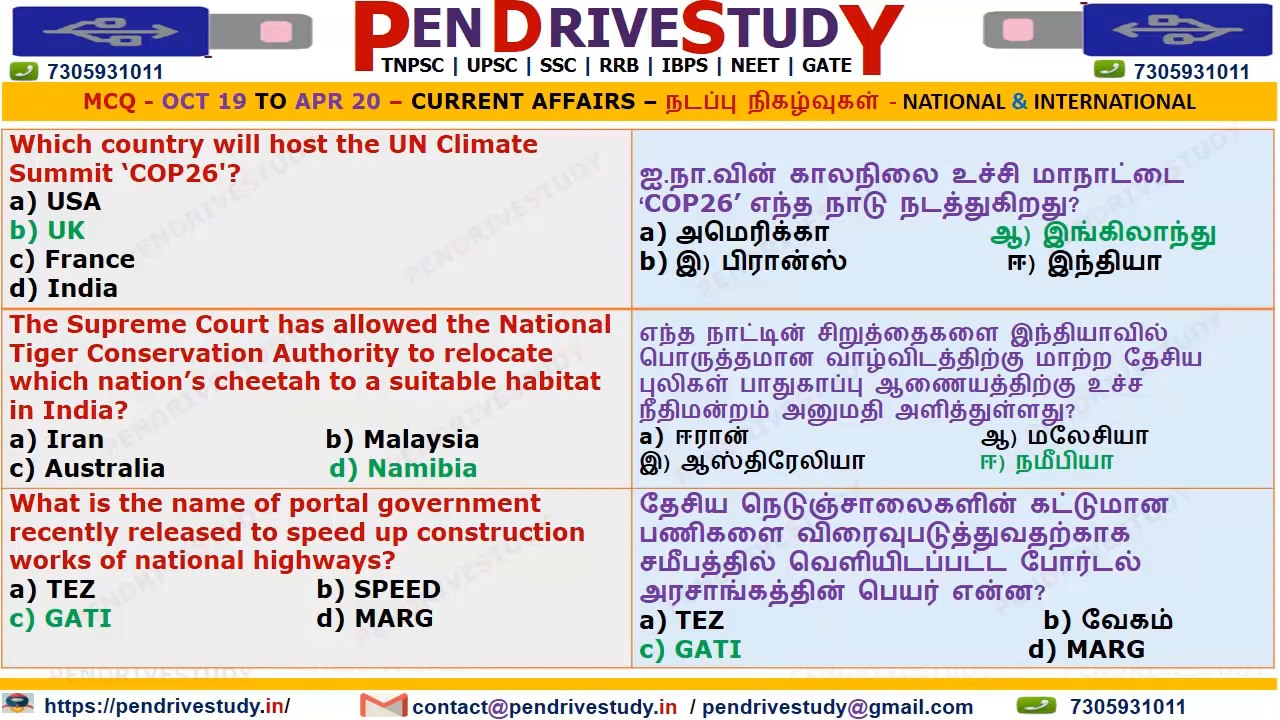 PENDRIVESTUDY
TNPSC | UPSC | SSC | RRB | IBPS | NEET | GATE
7305931011
7305931011
MCQ - OCT 19 TO APR 20 – CURRENT AFFAIRS – நடப்பு நிகழ்வுகள் - NATIONAL & INTERNATIONAL
Which country will host the UN Climate
Summit ‘COP26'?
a) USA
b) UK
c) France
d) India
ஐ.நா.வின் காலநிலை உச்சி மாநாட்டை
‘COP26’ எந்த நாடு நடத்துகிறது?
a) அமெரிக்கா ஆ) இங்கிலாந்து
b) இ) பிரான்ஸ் ஈ) இந்தியா
The Supreme Court has allowed the National
Tiger Conservation Authority to relocate
which nation’s cheetah to a suitable habitat
in India?
a) Iran b) Malaysia
c) Australia d) Namibia
எந்த நாட்டின் சிறுத்தைகளை இந்தியாவில்
பொருத்தமான வாழ்விடத்திற்கு மாற்ற தேசிய
புலிகள் பாதுகாப்பு ஆணையத்திற்கு உச்ச
நீதிமன்றம் அனுமதி அளித்துள்ளது?
a) ஈரான் ஆ) மலேசியா
இ) ஆஸ்திரேலியா ஈ) நமீபியா
What is the name of portal government
recently released to speed up construction
works of national highways?
a) TEZ b) SPEED
c) GATI d) MARG
தேசிய நெடுஞ்சாலைகளின் கட்டுமான
பணிகளை விரைவுபடுத்துவதற்காக
சமீபத்தில் வெளியிடப்பட்ட போர்டல்
அரசாங்கத்தின் பெயர் என்ன?
a) TEZ b) வேகம்
c) GATI d) MARG
https://pendrivestudy.in/ contact@pendrivestudy.in / pendrivestudy@gmail.com 7305931011